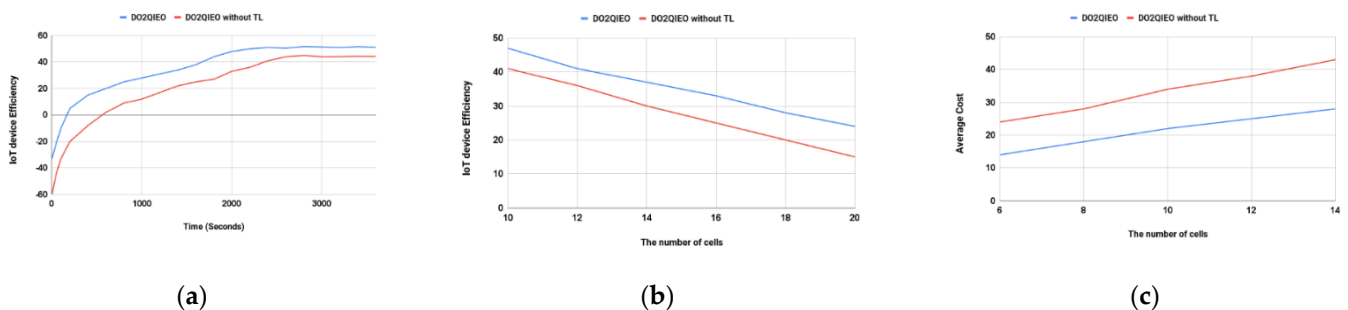 DO2QIEO DO2QIEO without TL
IoT device Efficiency
60
40
20
0
-20
-40
-60
0 1000 2000 3000
Time (Seconds)
(a)
DO2QIEO DO2QIEO without TL
IoT device Efficiency
50
40
30
20
10
0
10 12 14 16 18 20
The number of cells
(b)
DO2QIEO DO2QIEO without TL
Average Cost
50
40
30
20
10
0
6 8 10 12 14
The number of cells
(c)